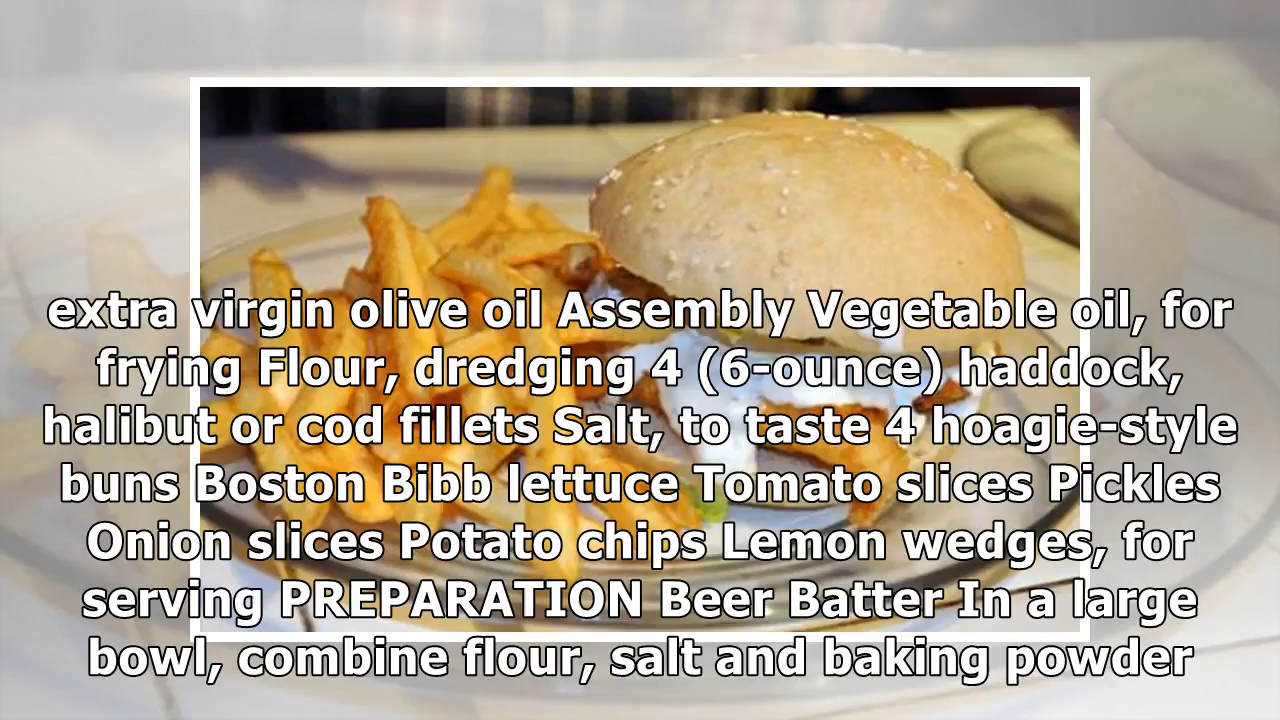 extra virgin olive oil Assembly Vegetable oil, for
frying Flour, dredging 4 (6-ounce) haddock,
halibut or cod fillets Salt, to taste 4 hoagie-style
buns Boston Bibb lettuce Tomato slices Pickles
Onion slices Potato chips Lemon wedges, for
serving PREPARATION Beer Batter In a large
bowl, combine flour, salt and baking powder